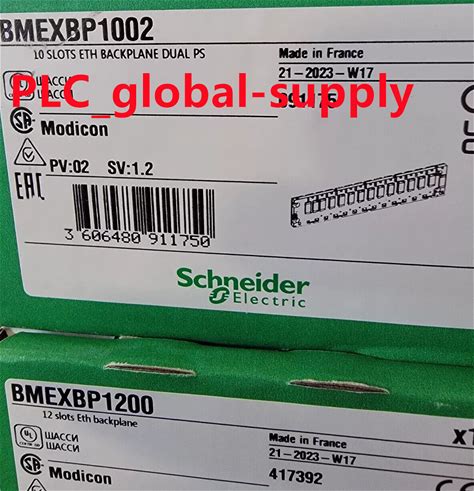 BMEXBP1002
10 SLOTS ETH BACKPLANE DUAL PS
Made in France
21-2023-W17
PLC_global-supply
ШАССИ
ШАССИ
Modicon
PV:02 SV:1.2
EAC
3 606480 911750
Schneider
Electric
BMEXBP1200
12 slots Eth backplane
x1
UL
ШАССИ
ШАССИ
Made in France
21-2023-W17
Modicon
417392